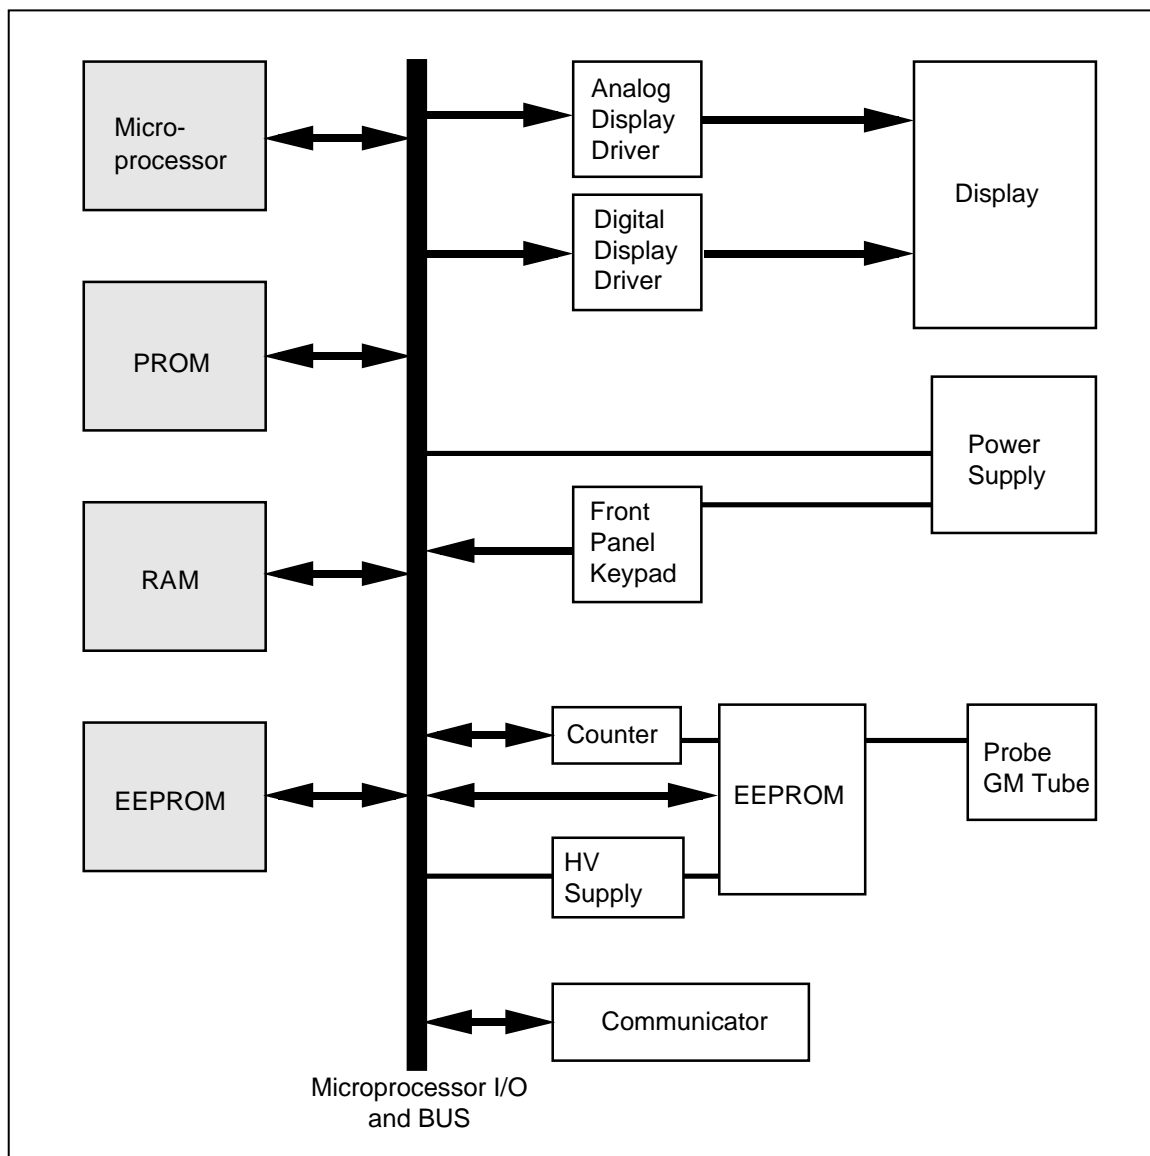 Micro-
processor
PROM
RAM
EEPROM
Analog
Display
Driver
Digital
Display
Driver
Display
Power
Supply
Front
Panel
Keypad
Counter
EEPROM
HV
Supply
Probe
GM Tube
Communicator
Microprocessor I/O
and BUS